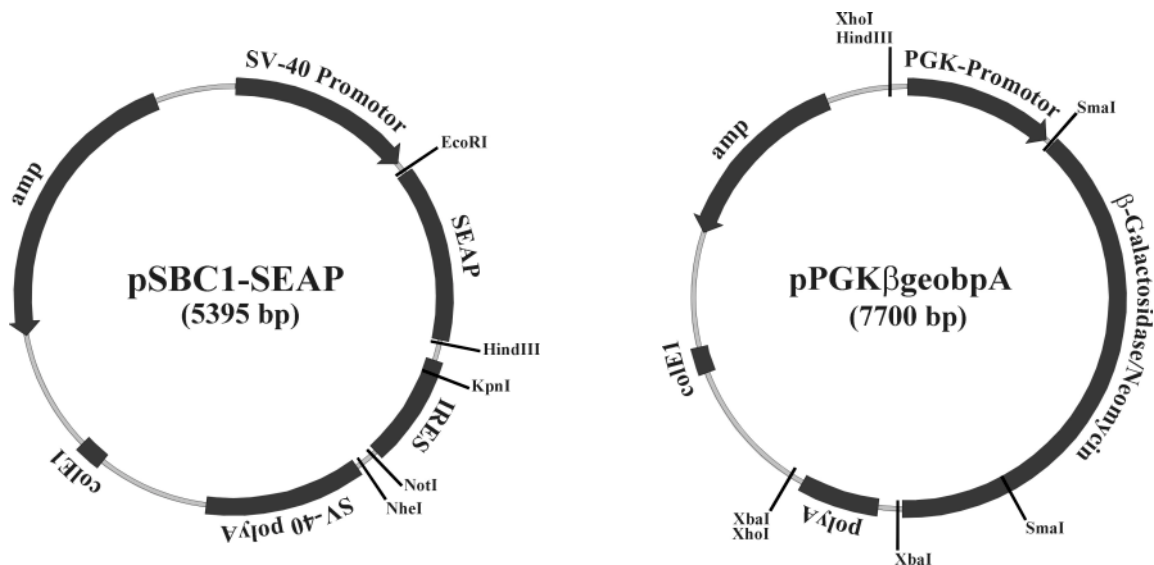 SV-40 Promotor
EcoRI
SEAP
HindIII
KpnI
IRES
NotI
NheI
SV-40 polyA
colE1
amp
pSBC1-SEAP
(5395 bp)
XhoI
HindIII
PGK-Promotor
SmaI
β-Galactosidase/Neomycin
SmaI
XbaI
polyA
XbaI
XhoI
colE1
amp
pPGKβgeobpA
(7700 bp)